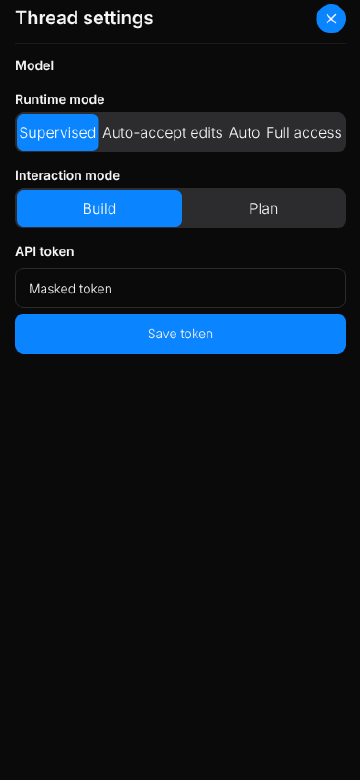 Thread settings
Model
Runtime mode
Supervised Auto-accept edits Auto Full access
Interaction mode
Build Plan
API token
Masked token
Save token